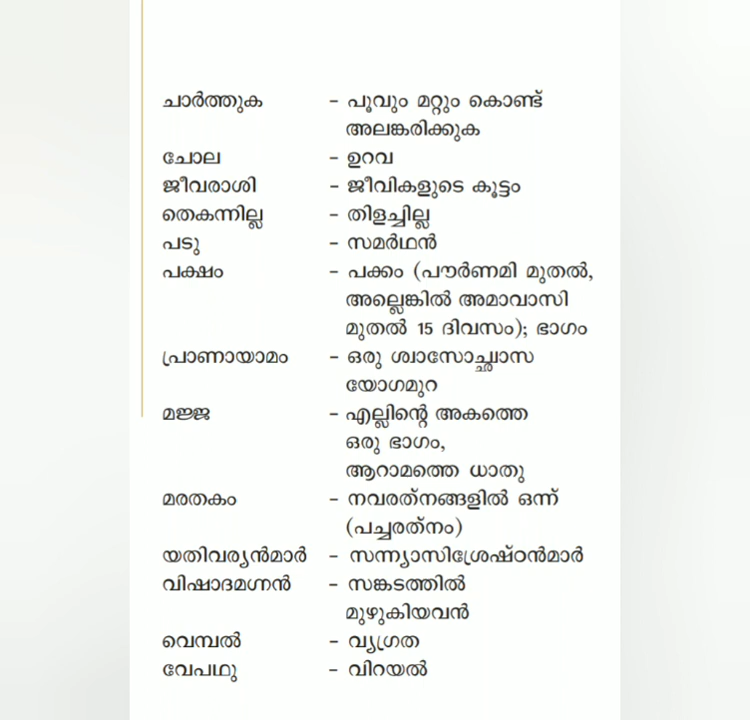 ചാർത്തുക – പൂവും മറ്റും കൊണ്ട്
അലങ്കരിക്കുക
ചോല – ഉറവ
ജീവരാശി – ജീവികളുടെ കൂട്ടം
തെകന്നില്ല – തിളച്ചില്ല
പടു – സമർഥൻ
പക്ഷം – പക്കം (പൗർണമി മുതൽ,
അല്ലെങ്കിൽ അമാവാസി
മുതൽ 15 ദിവസം); ഭാഗം
പ്രാണായാമം – ഒരു ശ്വാസോച്ഛ്വാസ
യോഗമുറ
മജ്ജ – എല്ലിന്റെ അകത്തെ
ഒരു ഭാഗം,
ആറാമത്തെ ധാതു
മരതകം – നവരത്നങ്ങളിൽ ഒന്ന്
(പച്ചരത്നം)
യതിവര്യൻമാർ – സന്ന്യാസിശ്രേഷ്ഠൻമാർ
വിഷാദമഗ്നൻ – സങ്കടത്തിൽ
മുഴുകിയവൻ
വെമ്പൽ – വ്യഗ്രത
വേപഥു – വിറയൽ